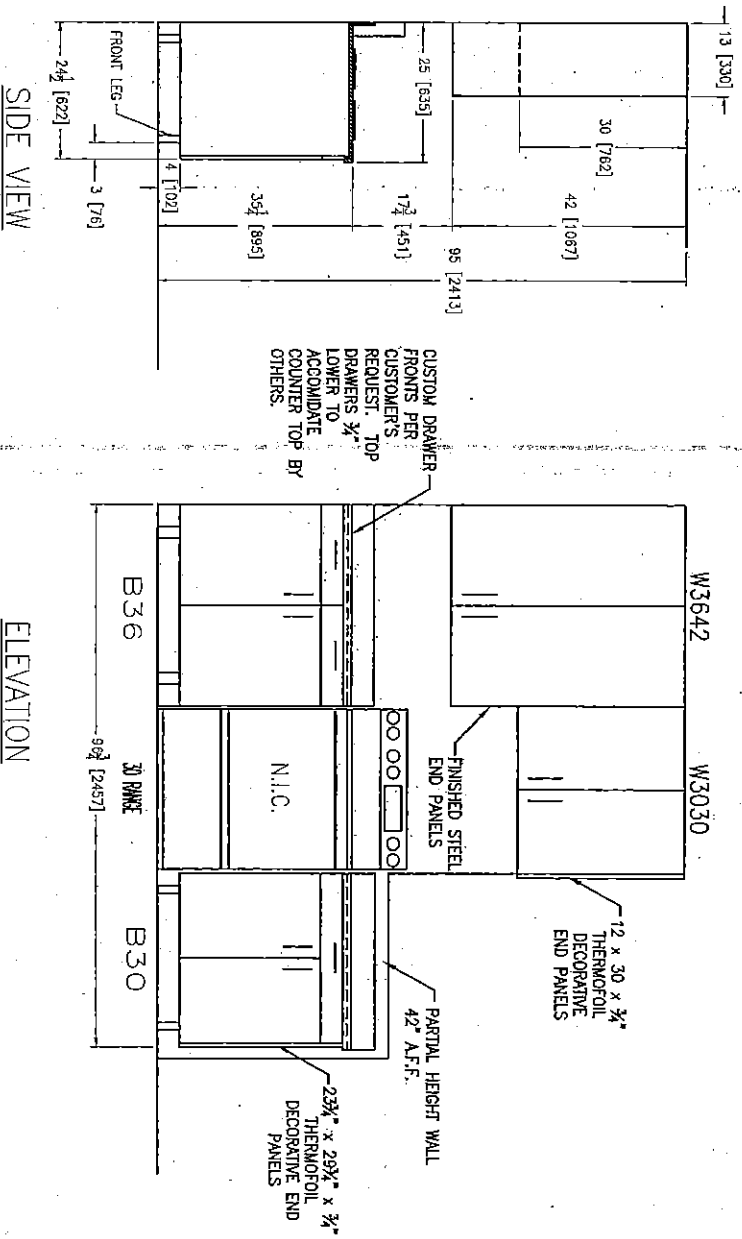 13 [330]
30 [762]
42 [1067]
25 [635]
17¾ [451]
95 [2413]
35¼ [895]
FRONT LEG
4 [102]
3 [76]
24½ [622]
SIDE VIEW
W3642
W3030
CUSTOM DRAWER
FRONTS PER
CUSTOMER'S
REQUEST. TOP
DRAWERS ¾"
LOWER TO
ACCOMIDATE
COUNTER TOP BY
OTHERS.
FINISHED STEEL
END PANELS
12 x 30 x ¾"
THERMOFOIL
DECORATIVE
END PANELS
N.I.C.
PARTIAL HEIGHT WALL
42" A.F.F.
B36
30 RANGE
B30
23¾" x 29¾" x ¾"
THERMOFOIL
DECORATIVE END
PANELS
96¾ [2457]
ELEVATION